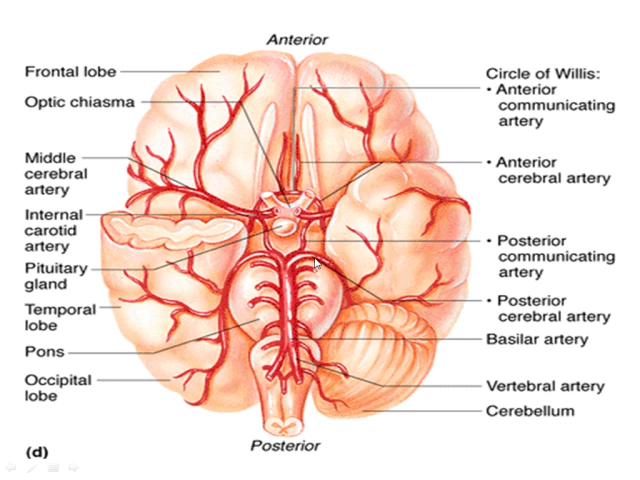 Anterior
Frontal lobe
Optic chiasma
Middle
cerebral
artery
Internal
carotid
artery
Pituitary
gland
Temporal
lobe
Pons
Occipital
lobe
(d)
Circle of Willis:
• Anterior
communicating
artery
• Anterior
cerebral artery
• Posterior
communicating
artery
• Posterior
cerebral artery
Basilar artery
Vertebral artery
Cerebellum
Posterior